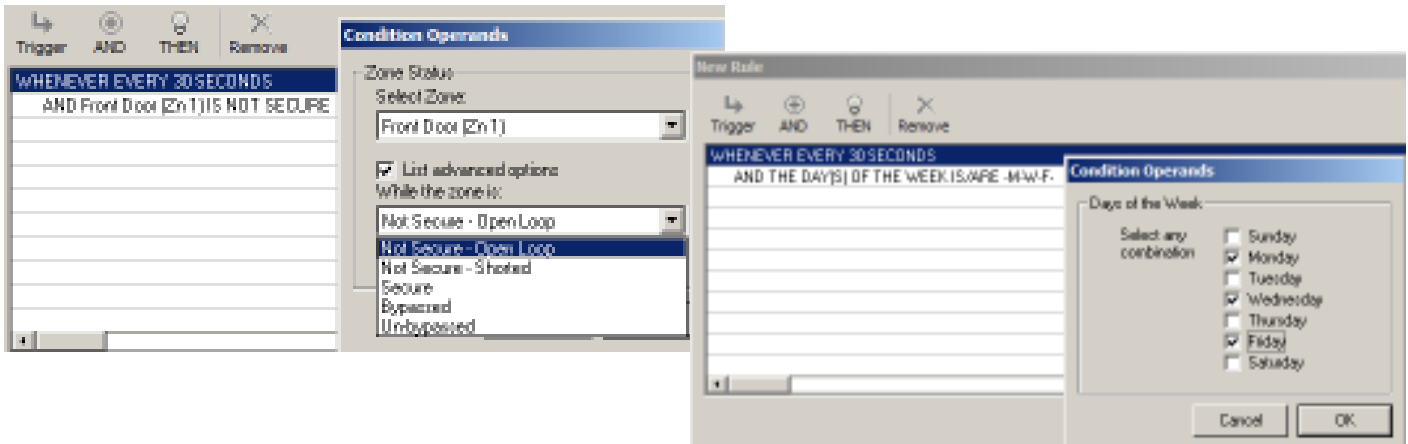 Trigger AND THEN Remove
WHENEVER EVERY 30 SECONDS
AND Front Door (Zn 1) IS NOT SECURE
Condition Operands
Zone Status
Select Zone:
Front Door (Zn 1)
List advanced options
While the zone is:
Not Secure - Open Loop
Not Secure - Open Loop
Not Secure - Shorted
Secure
Bypassed
Un-bypassed
New Rule
Trigger AND THEN Remove
WHENEVER EVERY 30 SECONDS
AND THE DAY(S) OF THE WEEK IS/ARE -M-W-F-
Condition Operands
Days of the Week
Select any
combination
Sunday
Monday
Tuesday
Wednesday
Thursday
Friday
Saturday
Cancel OK